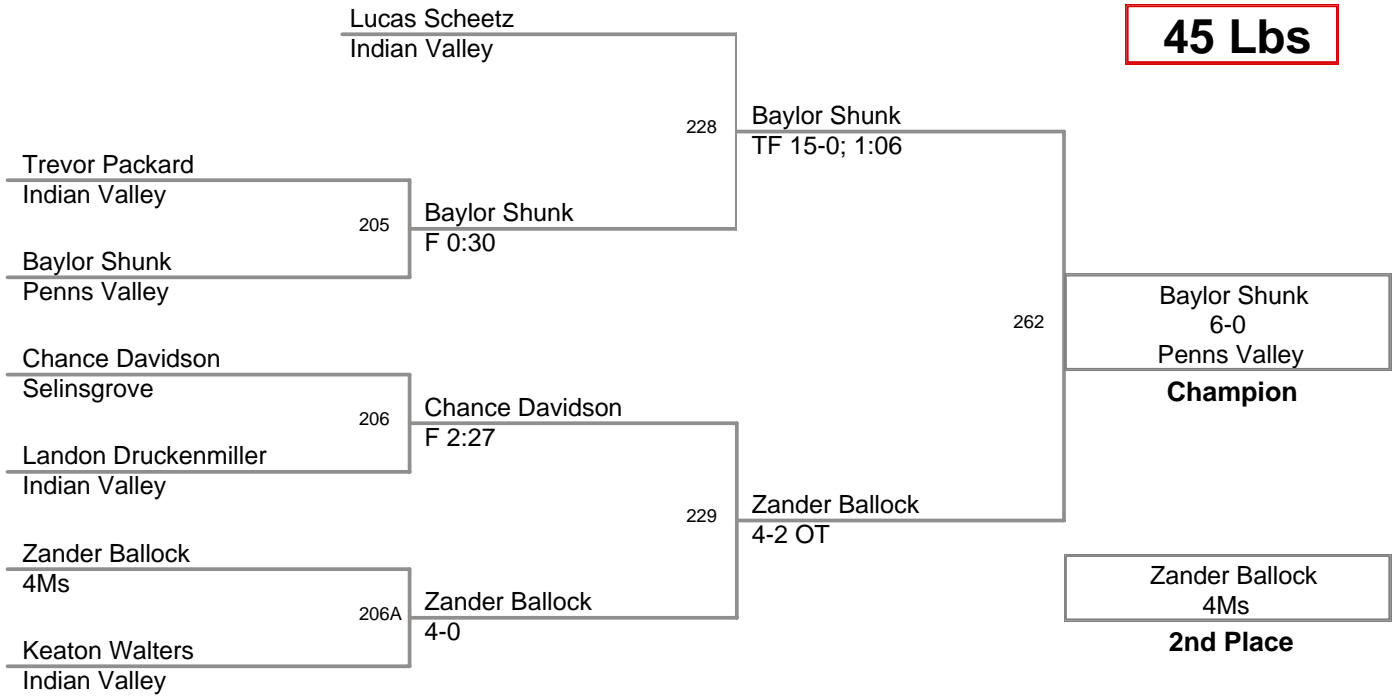 Lucas Scheetz
Indian Valley
45 Lbs
228
Baylor Shunk
TF 15-0; 1:06
Trevor Packard
Indian Valley
205
Baylor Shunk
F 0:30
Baylor Shunk
Penns Valley
262
Baylor Shunk
6-0
Penns Valley
Champion
Chance Davidson
Selinsgrove
206
Chance Davidson
F 2:27
Landon Druckenmiller
Indian Valley
229
Zander Ballock
4-2 OT
Zander Ballock
4Ms
206A
Zander Ballock
4-0
Keaton Walters
Indian Valley
Zander Ballock
4Ms
2nd Place